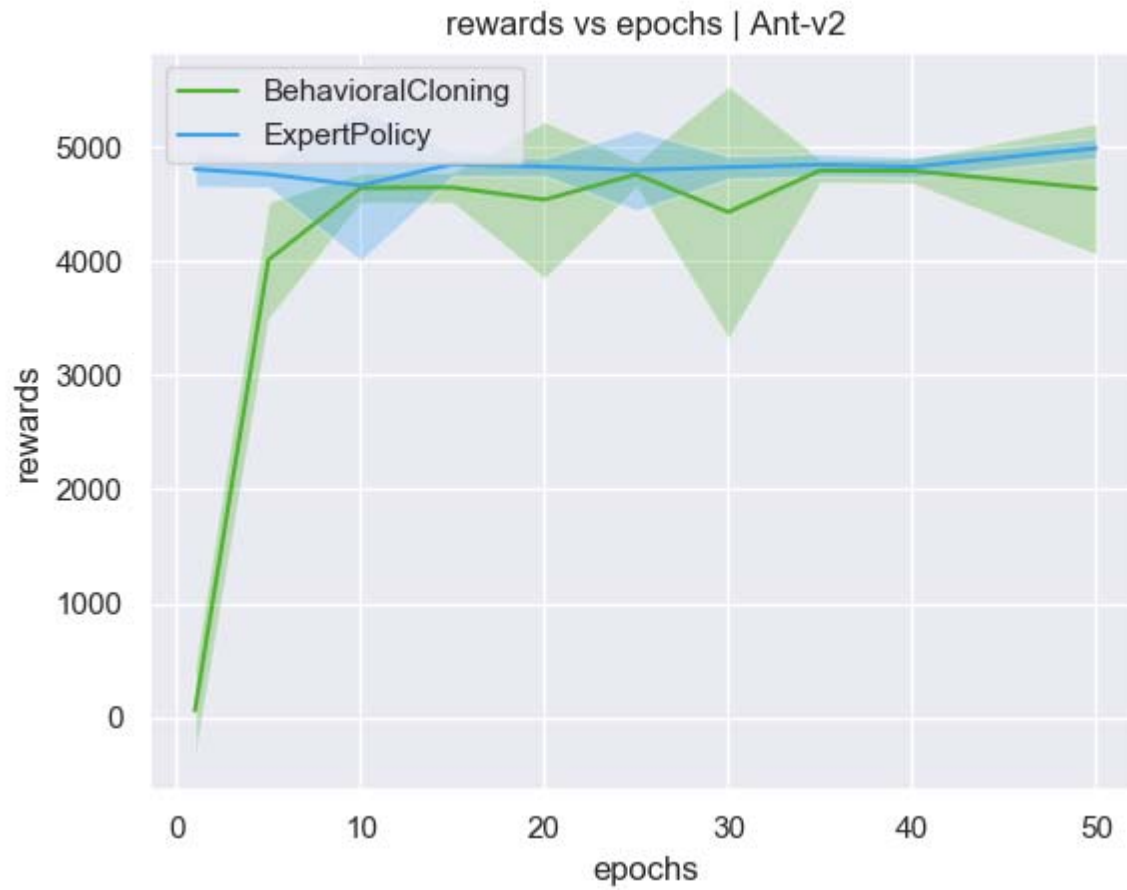 rewards vs epochs | Ant-v2
BehavioralCloning
ExpertPolicy
5000
4000
3000
2000
1000
0
rewards
0 10 20 30 40 50
epochs